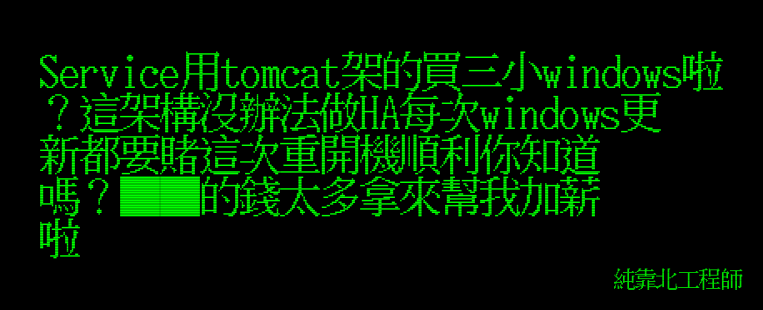 Service用tomcat架的買三小windows啦
？這架構沒辦法做HA每次windows更
新都要賭這次重開機順利你知道
嗎？▓▓▓▓的錢太多拿來幫我加薪
啦
純靠北工程師